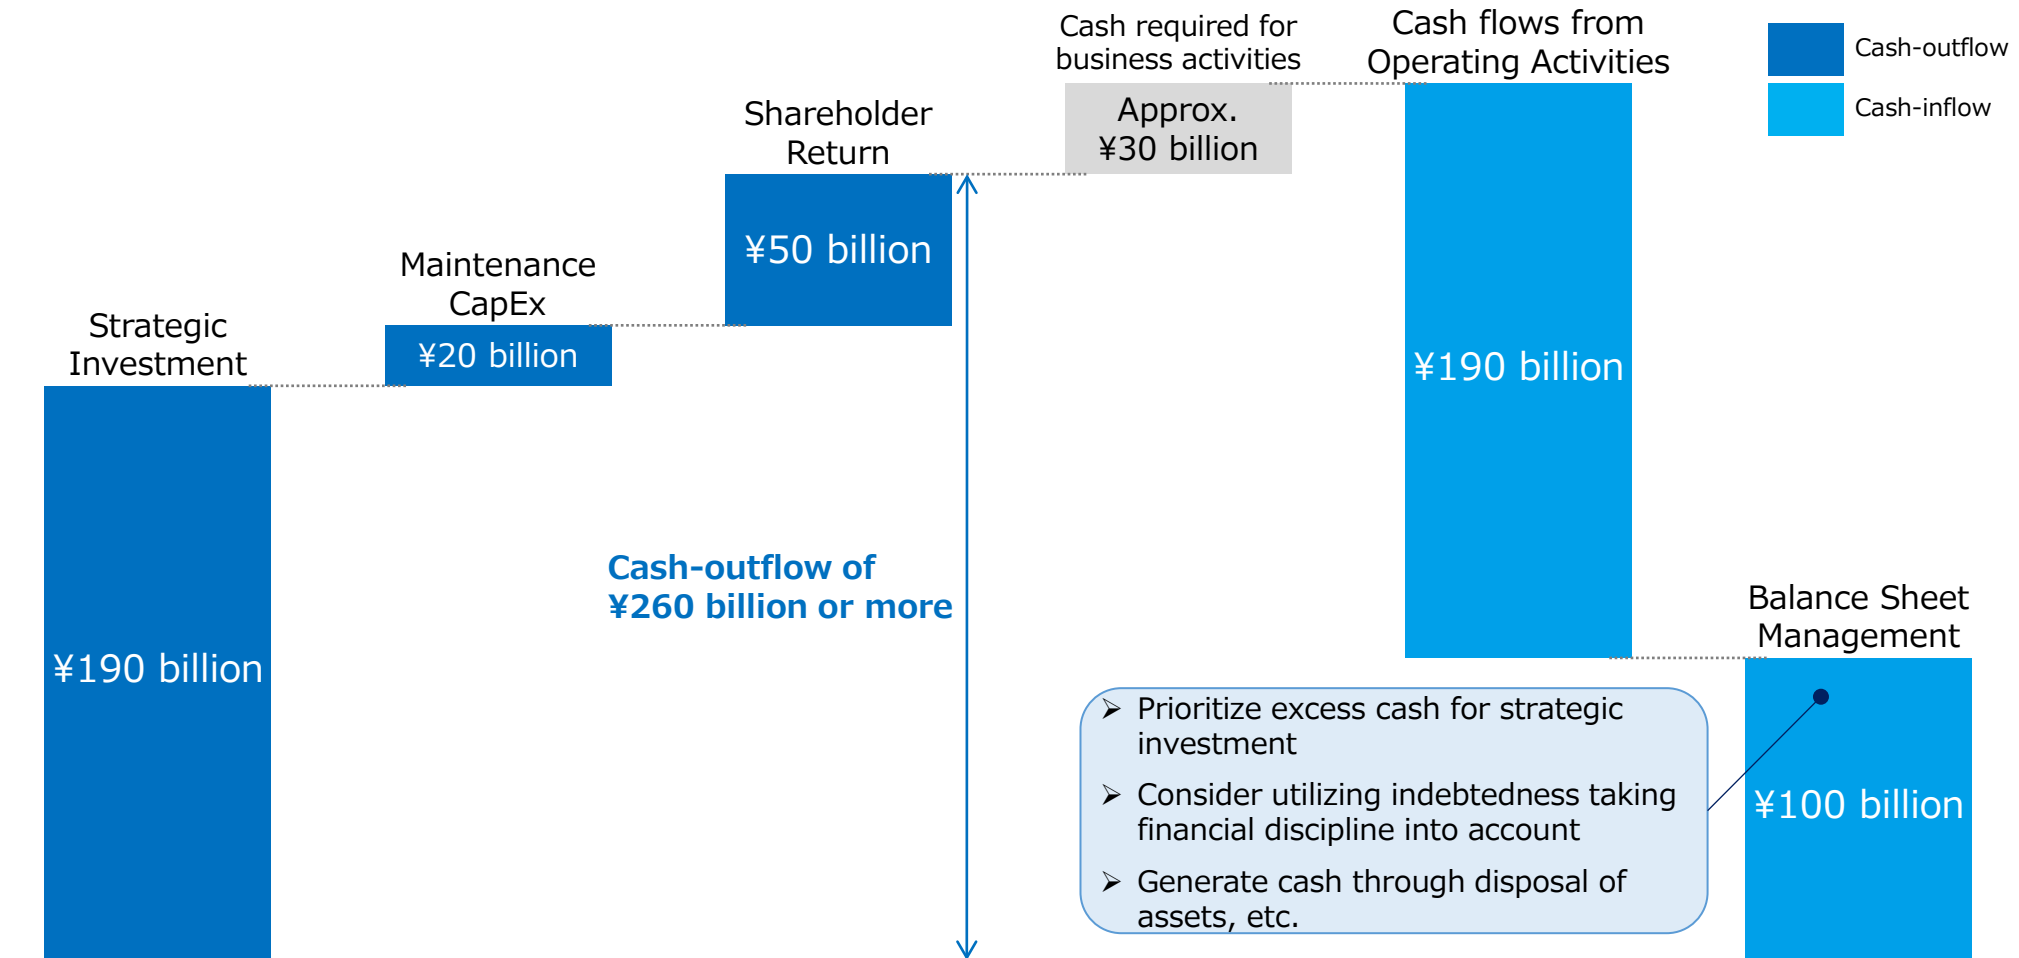 Strategic
Investment
¥190 billion
Maintenance
CapEx
¥20 billion
Shareholder
Return
¥50 billion
Cash-outflow of
¥260 billion or more
Cash required for
business activities
Approx.
¥30 billion
Cash flows from
Operating Activities
¥190 billion
Balance Sheet
Management
¥100 billion
➢ Prioritize excess cash for strategic
investment
➢ Consider utilizing indebtedness taking
financial discipline into account
➢ Generate cash through disposal of
assets, etc.
Cash-outflow
Cash-inflow